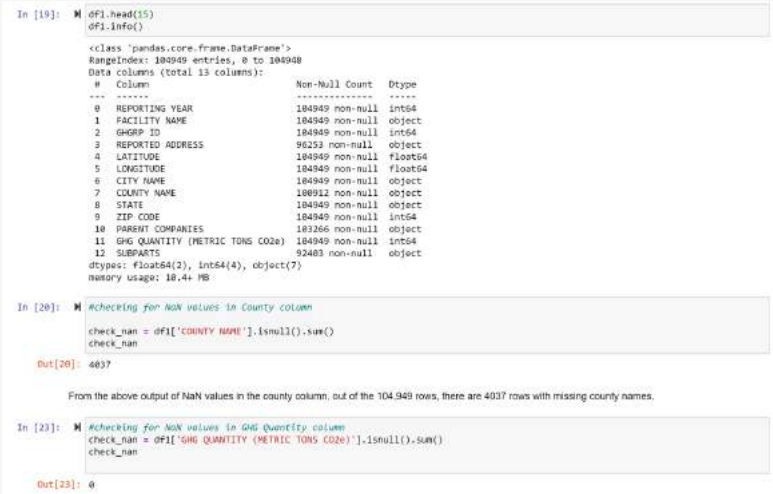 In [19]: df1.head(15)
df1.info()
<class 'pandas.core.frame.DataFrame'>
RangeIndex: 104949 entries, 0 to 104948
Data columns (total 13 columns):
# Column Non-Null Count Dtype
--- ------ -------------- -----
0 REPORTING YEAR 104949 non-null int64
1 FACILITY NAME 104949 non-null object
2 GHGRP ID 104949 non-null int64
3 REPORTED ADDRESS 96253 non-null object
4 LATITUDE 104949 non-null float64
5 LONGITUDE 104949 non-null float64
6 CITY NAME 104949 non-null object
7 COUNTY NAME 100912 non-null object
8 STATE 104949 non-null object
9 ZIP CODE 104949 non-null int64
10 PARENT COMPANIES 103266 non-null object
11 GHG QUANTITY (METRIC TONS CO2e) 104949 non-null int64
12 SUBPARTS 92403 non-null object
dtypes: float64(2), int64(4), object(7)
memory usage: 10.4+ MB
In [20]: #checking for NaN values in County column
check_nan = df1['COUNTY NAME'].isnull().sum()
check_nan
Out[20]: 4037
From the above output of NaN values in the county column, out of the 104,949 rows, there are 4037 rows with missing county names.
In [23]: #checking for NaN values in GHG Quantity column
check_nan = df1['GHG QUANTITY (METRIC TONS CO2e)'].isnull().sum()
check_nan
Out[23]: 0